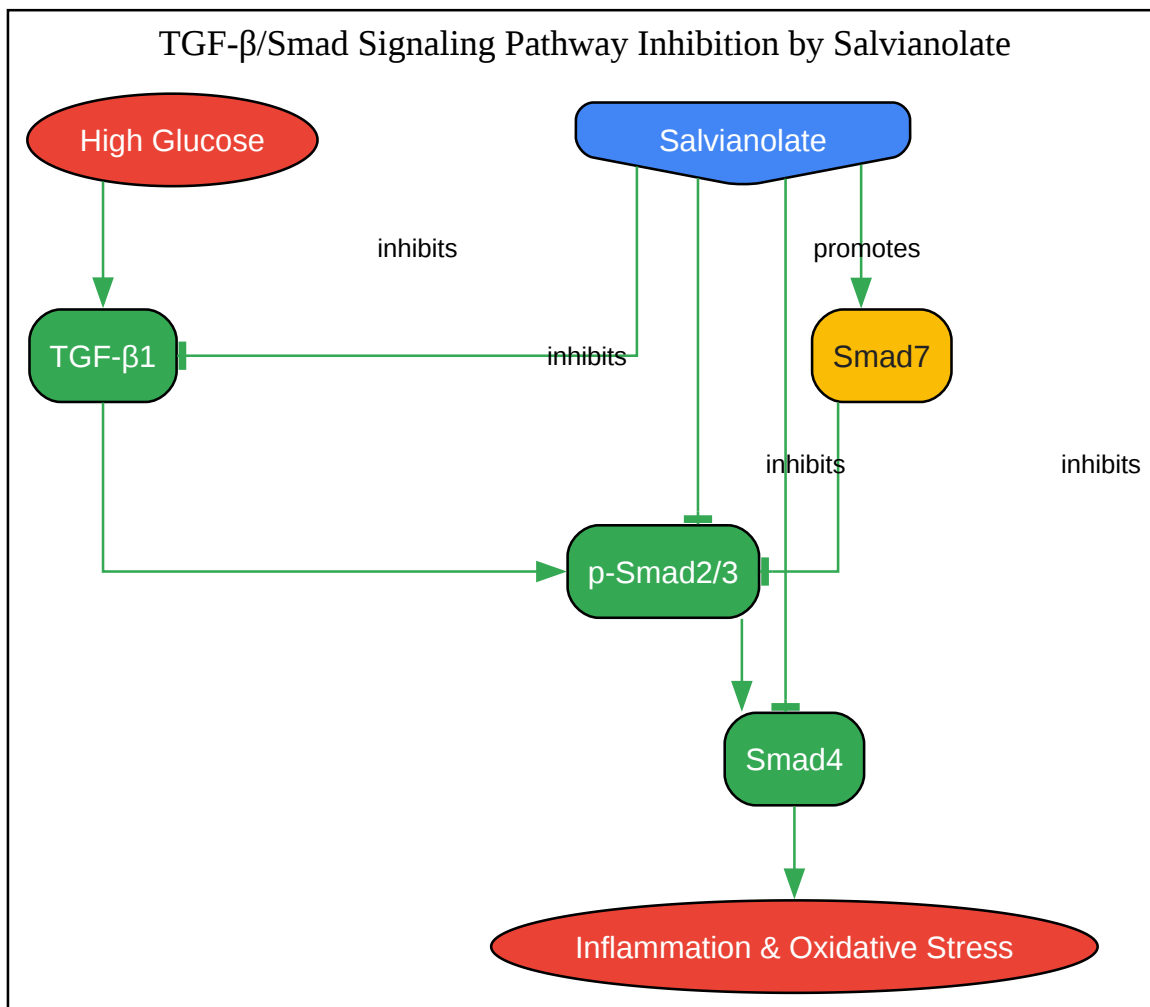 TGF-β/Smad Signaling Pathway Inhibition by Salvianolate
High Glucose
Salvianolate
inhibits
promotes
TGF-β1
inhibits
Smad7
inhibits
inhibits
p-Smad2/3
Smad4
Inflammation & Oxidative Stress